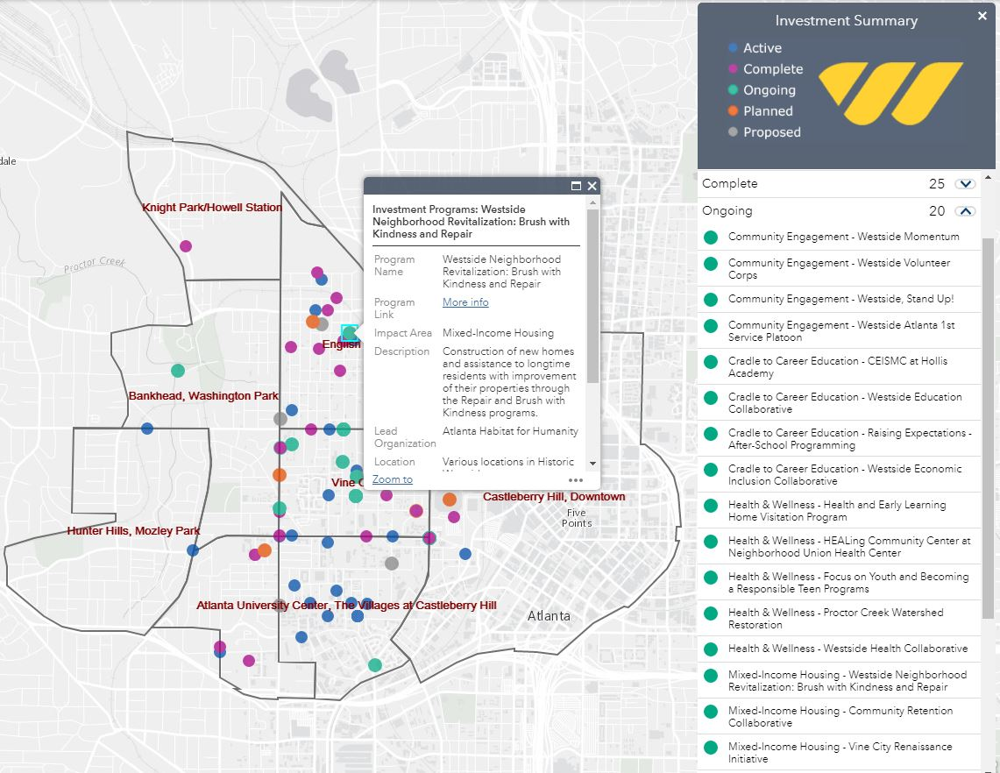 dale
Knight Park/Howell Station
Proctor Creek
English
Bankhead, Washington Park
Vine
Castleberry Hill, Downtown
Five
Points
Hunter Hills, Mozley Park
Atlanta University Center, The Villages at Castleberry Hill
Atlanta
Investment Programs: Westside
Neighborhood Revitalization: Brush with
Kindness and Repair
Program
Name
Westside Neighborhood
Revitalization: Brush with
Kindness and Repair
Program
Link
More info
Impact Area
Mixed-Income Housing
Description
Construction of new homes
and assistance to longtime
residents with improvement
of their properties through
the Repair and Brush with
Kindness programs.
Lead
Organization
Atlanta Habitat for Humanity
Location
Various locations in Historic
Zoom to
Investment Summary
Active
Complete
Ongoing
Planned
Proposed
Complete 25
Ongoing 20
Community Engagement - Westside Momentum
Community Engagement - Westside Volunteer
Corps
Community Engagement - Westside, Stand Up!
Community Engagement - Westside Atlanta 1st
Service Platoon
Cradle to Career Education - CEISMC at Hollis
Academy
Cradle to Career Education - Westside Education
Collaborative
Cradle to Career Education - Raising Expectations -
After-School Programming
Cradle to Career Education - Westside Economic
Inclusion Collaborative
Health & Wellness - Health and Early Learning
Home Visitation Program
Health & Wellness - HEALing Community Center at
Neighborhood Union Health Center
Health & Wellness - Focus on Youth and Becoming
a Responsible Teen Programs
Health & Wellness - Proctor Creek Watershed
Restoration
Health & Wellness - Westside Health Collaborative
Mixed-Income Housing - Westside Neighborhood
Revitalization: Brush with Kindness and Repair
Mixed-Income Housing - Community Retention
Collaborative
Mixed-Income Housing - Vine City Renaissance
Initiative